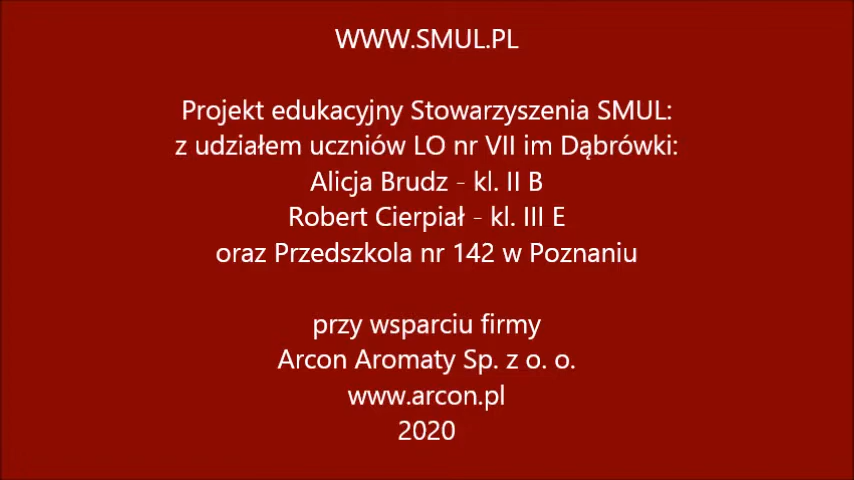 WWW.SMUL.PL
Projekt edukacyjny Stowarzyszenia SMUL:
z udziałem uczniów LO nr VII im Dąbrówki:
Alicja Brudz - kl. II B
Robert Cierpiał - kl. III E
oraz Przedszkola nr 142 w Poznaniu
przy wsparciu firmy
Arcon Aromaty Sp. z o. o.
www.arcon.pl
2020